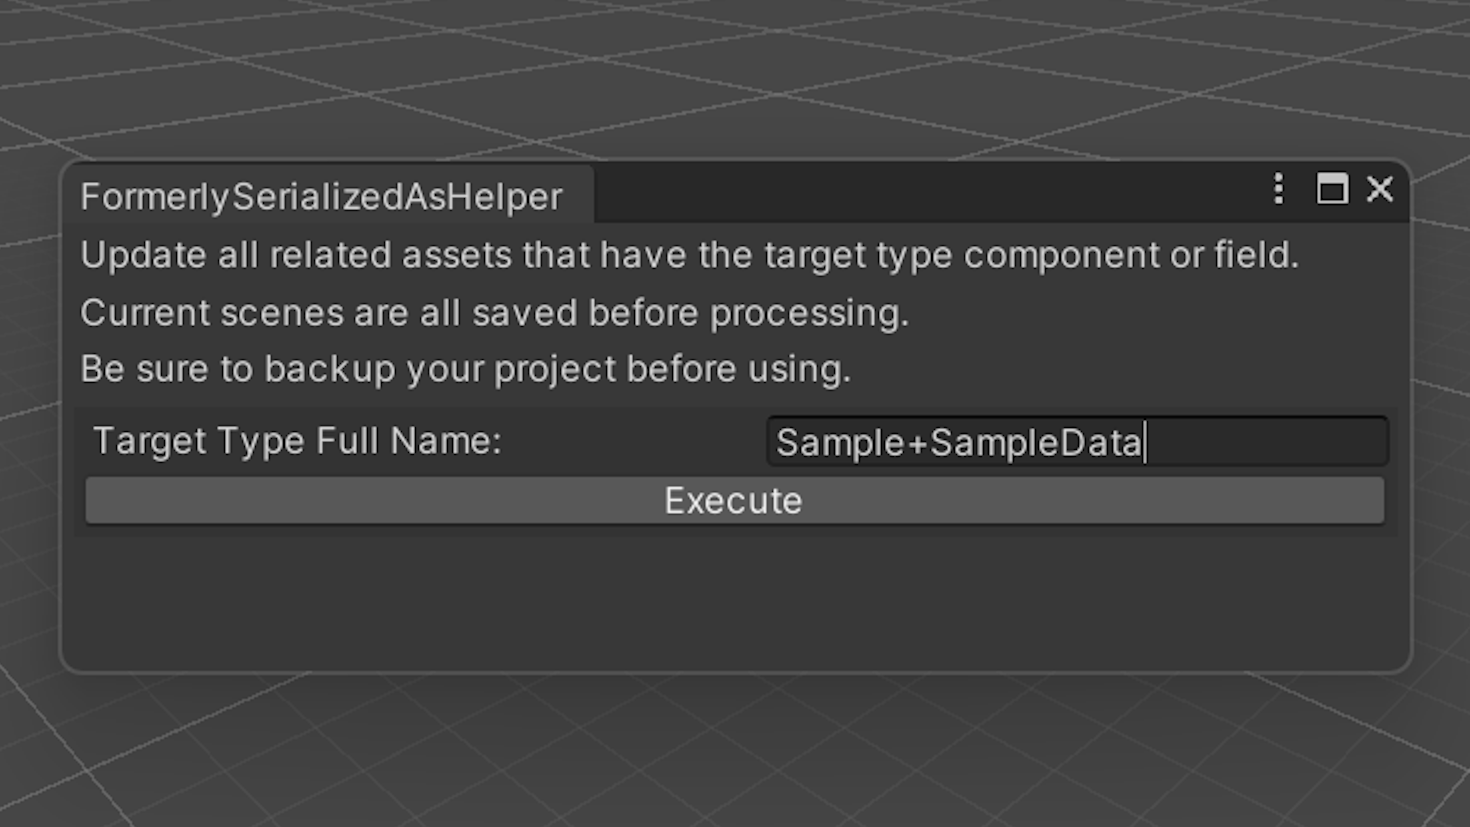 FormerlySerializedAsHelper
Update all related assets that have the target type component or field.
Current scenes are all saved before processing.
Be sure to backup your project before using.
Target Type Full Name: Sample+SampleData
Execute